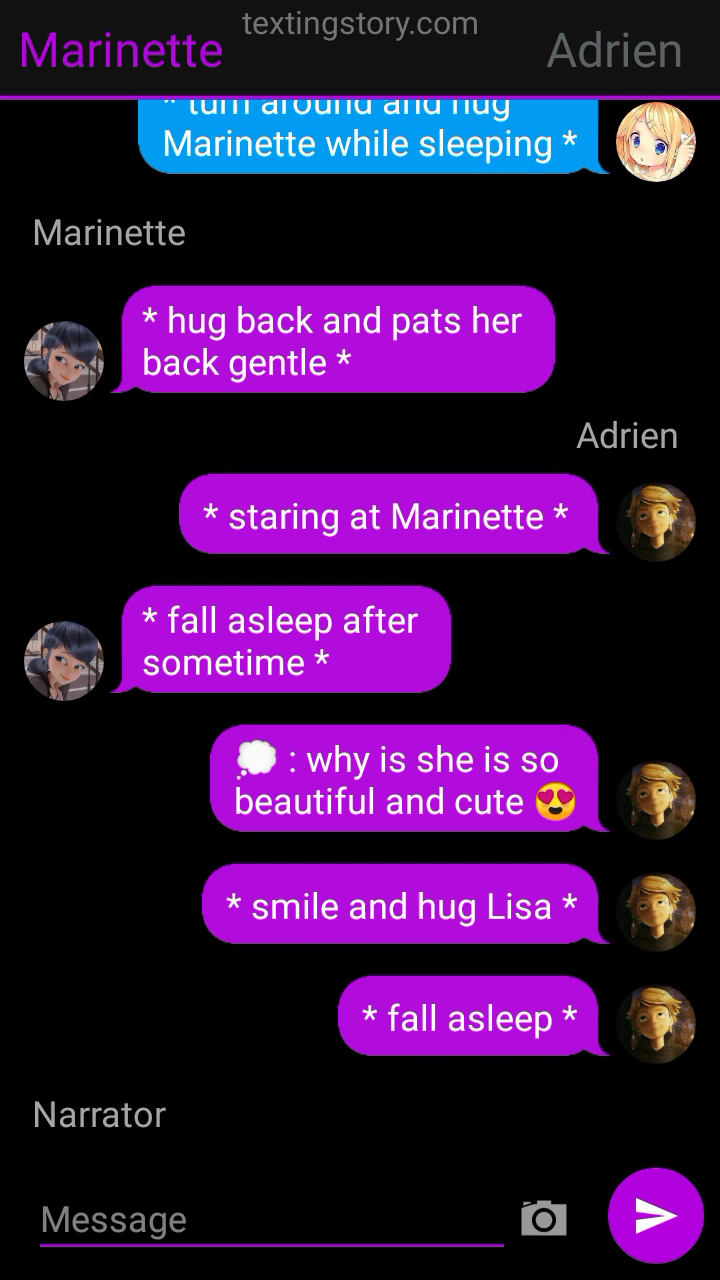 textingstory.com
Marinette
Adrien
* turn around and hug
Marinette while sleeping *
Marinette
* hug back and pats her
back gentle *
Adrien
* staring at Marinette *
* fall asleep after
sometime *
💭 : why is she is so
beautiful and cute 😍
* smile and hug Lisa *
* fall asleep *
Narrator
Message